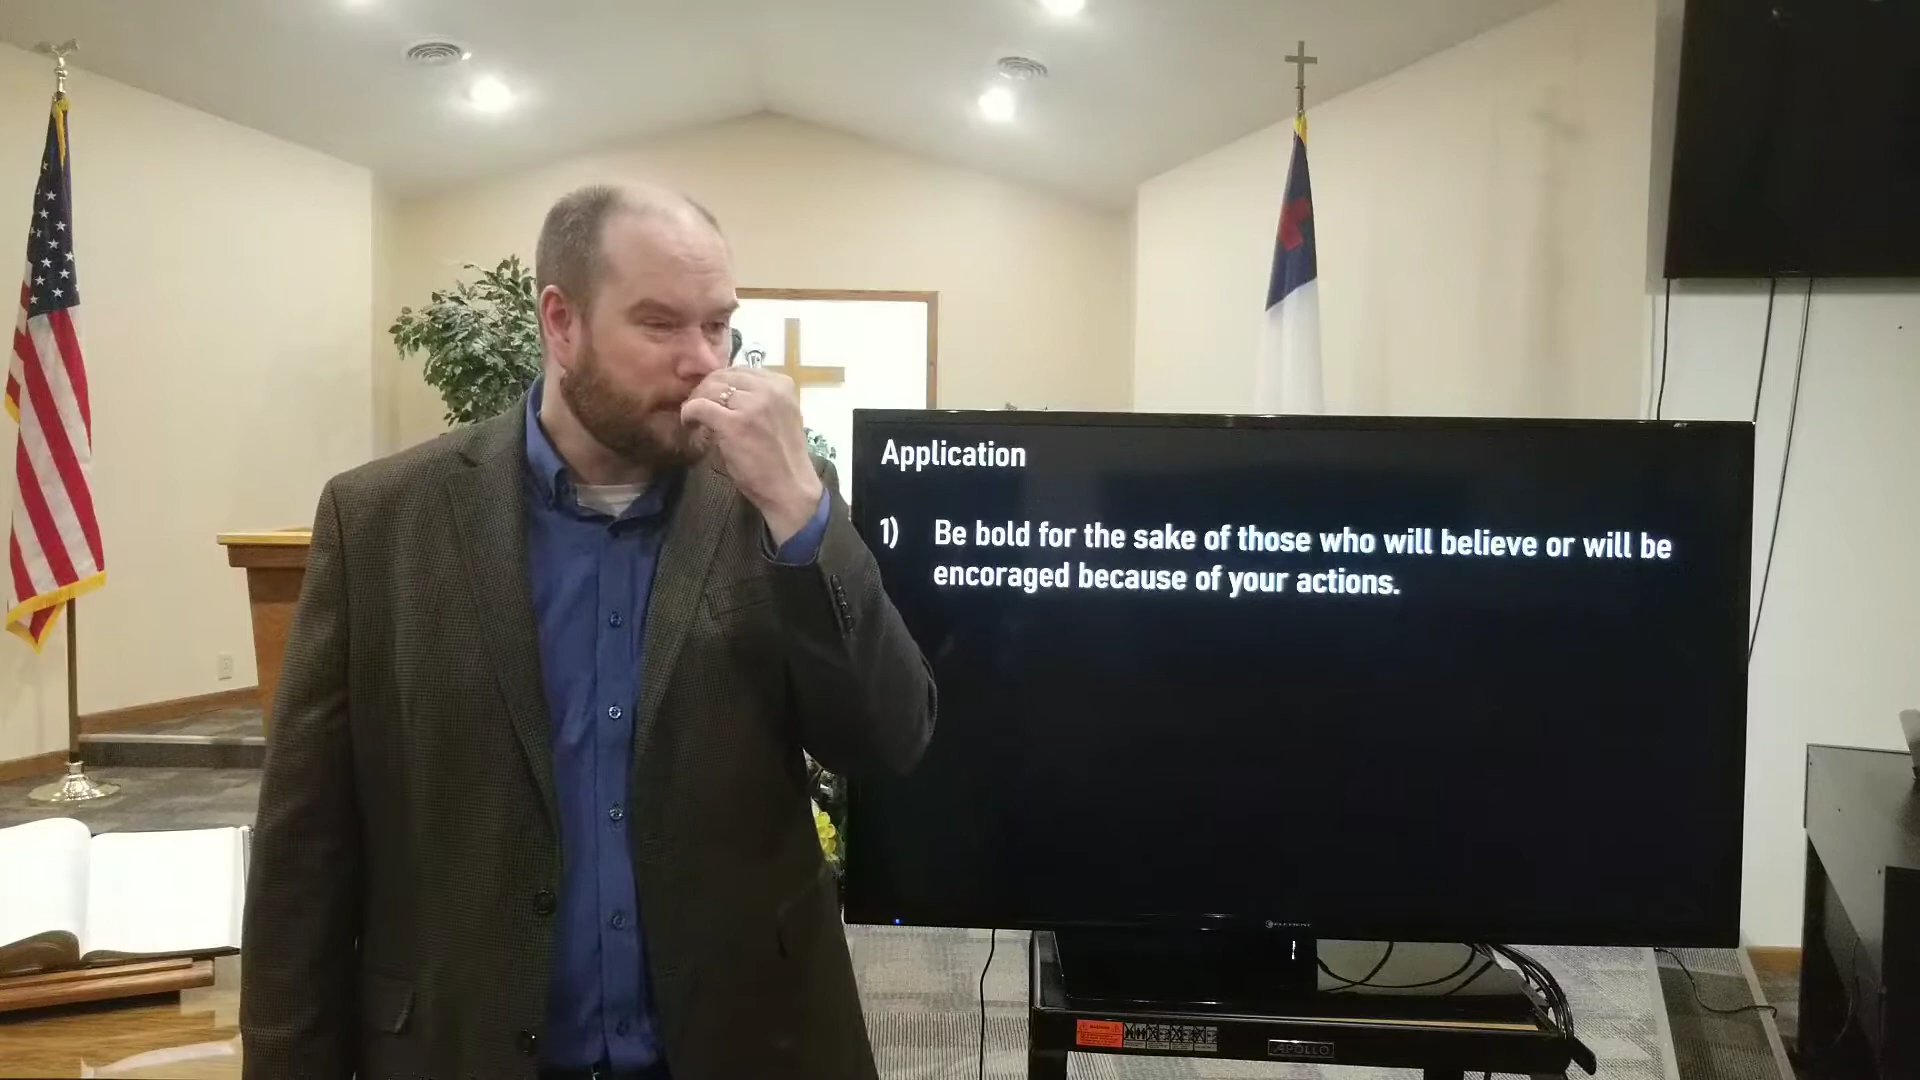 Application
1) Be bold for the sake of those who will believe or will be
encoraged because of your actions.
APOLLO